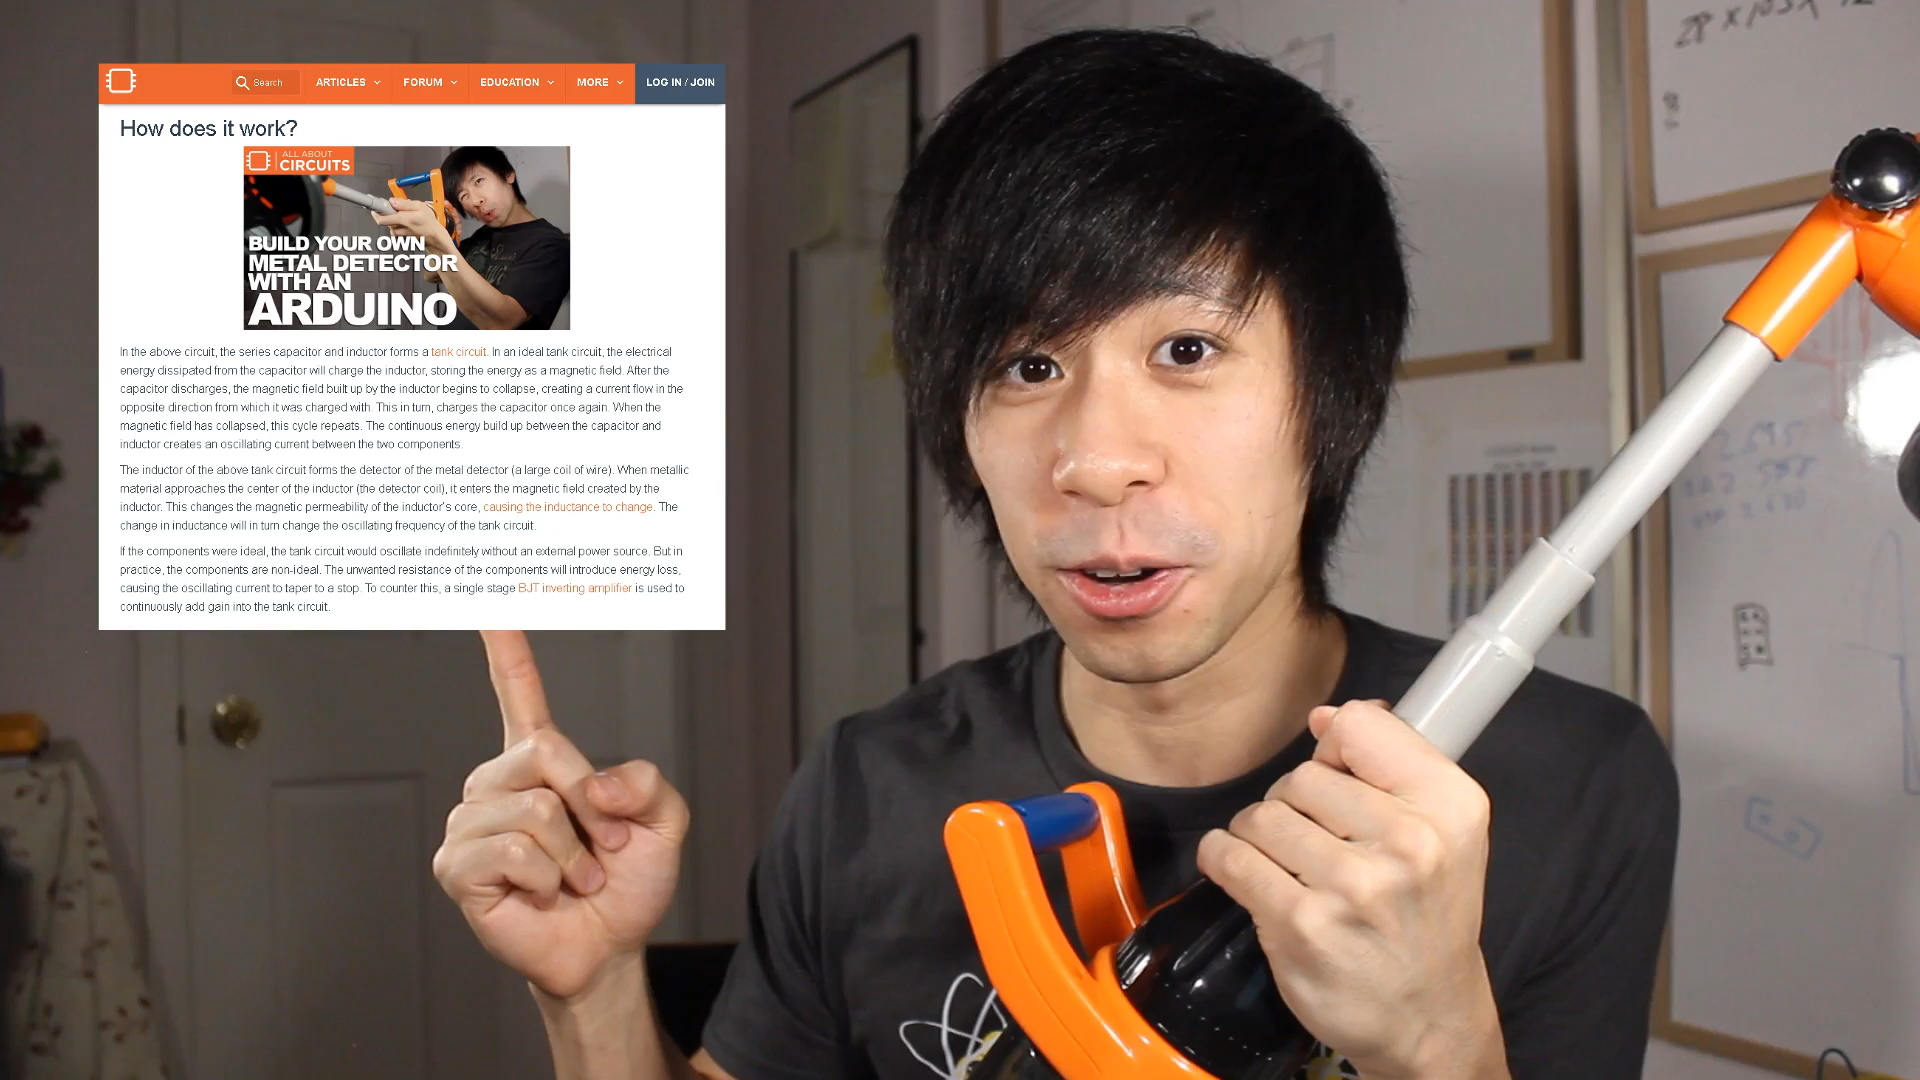 Search
ARTICLES
FORUM
EDUCATION
MORE
LOG IN / JOIN
How does it work?
ALL ABOUT
CIRCUITS
BUILD YOUR OWN
METAL DETECTOR
WITH AN
ARDUINO
In the above circuit, the series capacitor and inductor forms a tank circuit. In an ideal tank circuit, the electrical
energy dissipated from the capacitor will charge the inductor, storing the energy as a magnetic field. After the
capacitor discharges, the magnetic field built up by the inductor begins to collapse, creating a current flow in the
opposite direction from which it was charged with. This in turn, charges the capacitor once again. When the
magnetic field has collapsed, this cycle repeats. The continuous energy build up between the capacitor and
inductor creates an oscillating current between the two components.
The inductor of the above tank circuit forms the detector of the metal detector (a large coil of wire). When metallic
material approaches the center of the inductor (the detector coil), it enters the magnetic field created by the
inductor. This changes the magnetic permeability of the inductor's core, causing the inductance to change. The
change in inductance will in turn change the oscillating frequency of the tank circuit.
If the components were ideal, the tank circuit would oscillate indefinitely without an external power source. But in
practice, the components are non-ideal. The unwanted resistance of the components will introduce energy loss,
causing the oscillating current to taper to a stop. To counter this, a single stage BJT inverting amplifier is used to
continuously add gain into the tank circuit.